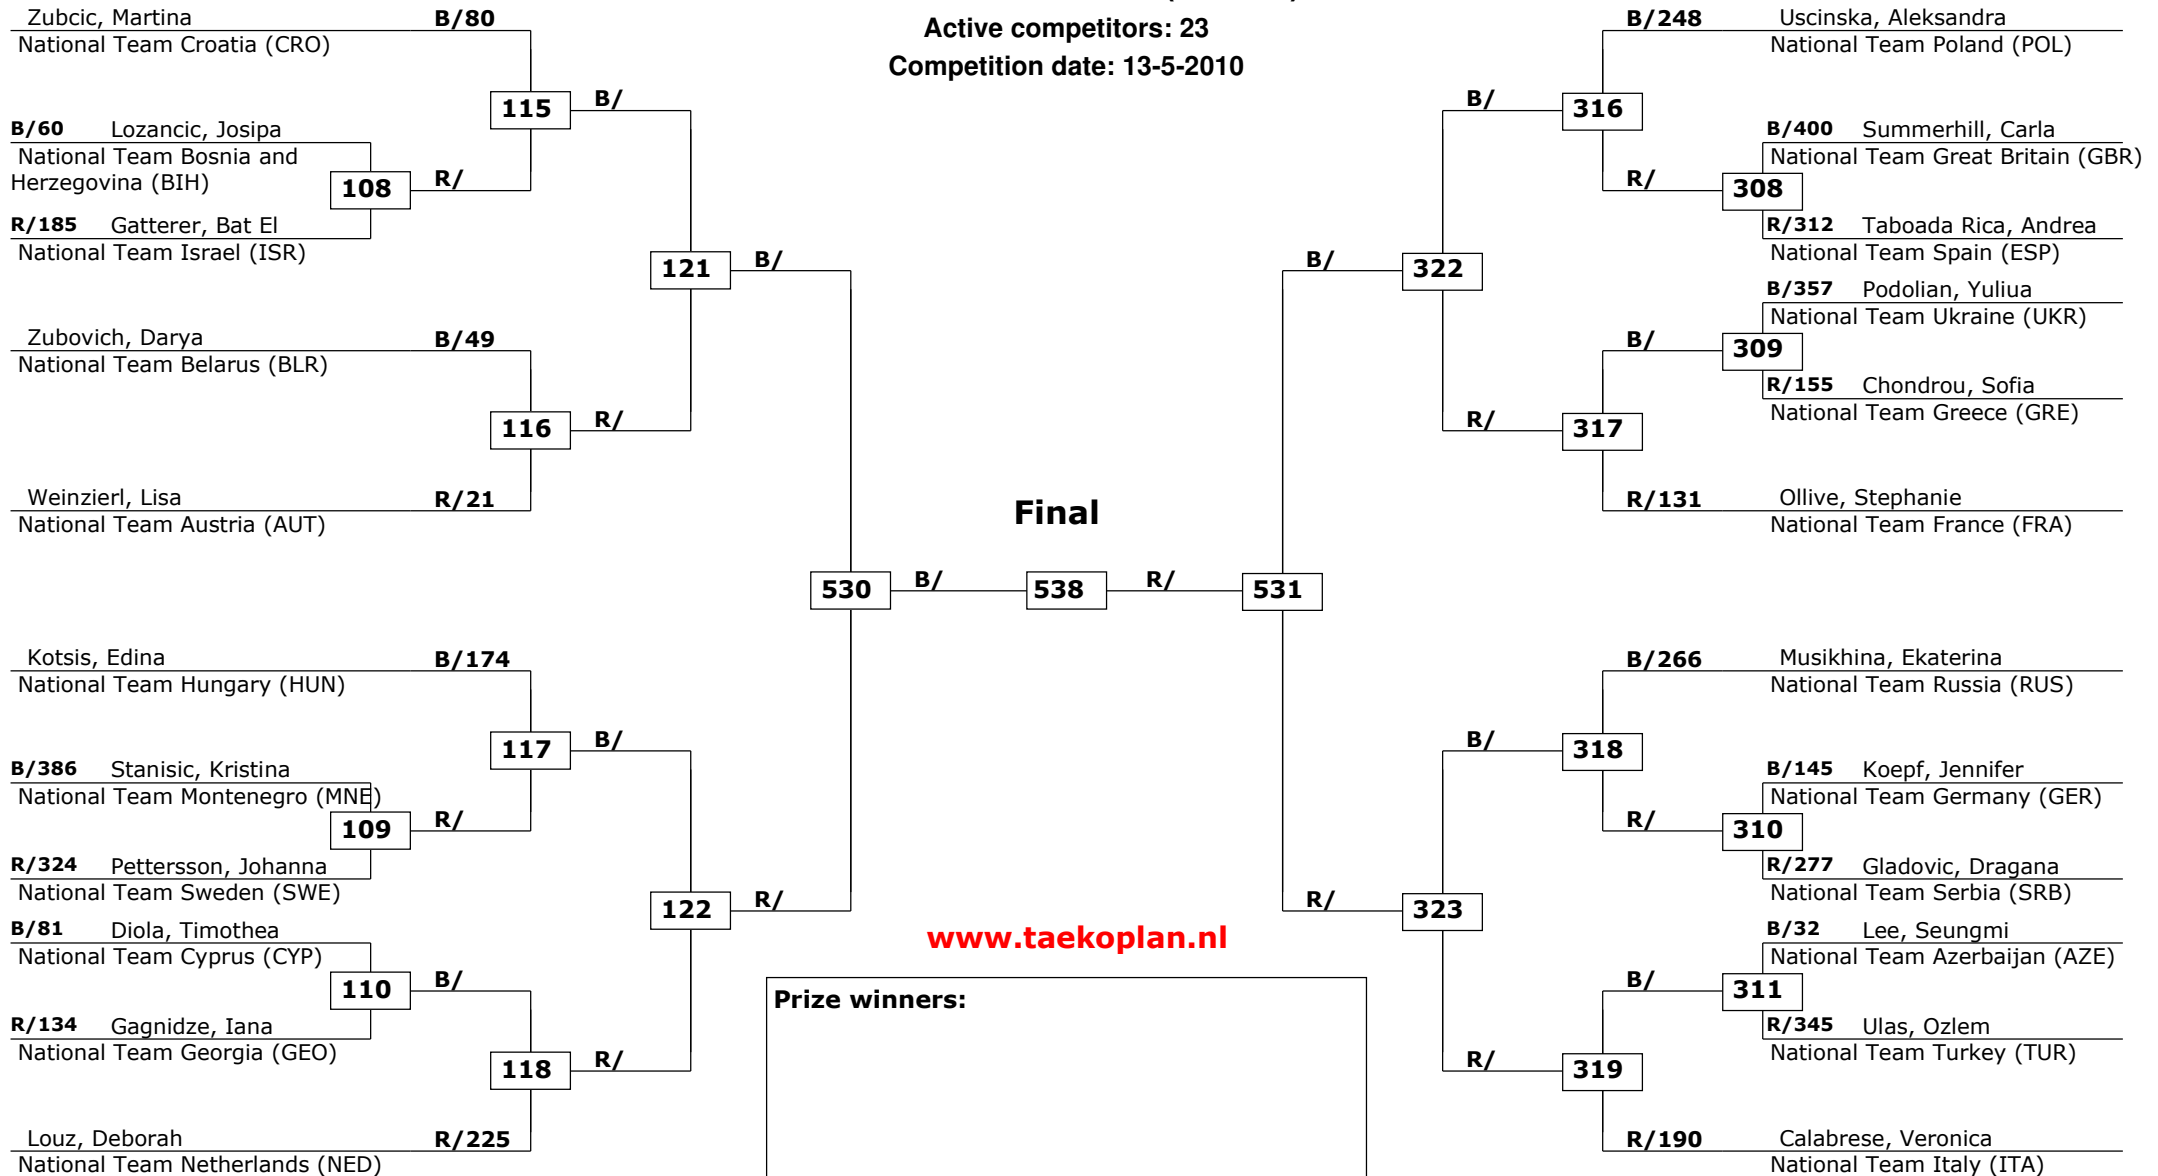 Active competitors: 23
Competition date: 13-5-2010
Zubcic, Martina B/80
National Team Croatia (CRO)
115 B/
B/60 Lozancic, Josipa
National Team Bosnia and
Herzegovina (BIH)
108 R/
R/185 Gatterer, Bat El
National Team Israel (ISR)
121 B/
Zubovich, Darya B/49
National Team Belarus (BLR)
116 R/
Weinzierl, Lisa R/21
National Team Austria (AUT)
530 B/
Kotsis, Edina B/174
National Team Hungary (HUN)
117 B/
B/386 Stanisic, Kristina
National Team Montenegro (MNE)
109 R/
R/324 Pettersson, Johanna
National Team Sweden (SWE)
122 R/
B/81 Diola, Timothea
National Team Cyprus (CYP)
110 B/
R/134 Gagnidze, Iana
National Team Georgia (GEO)
118 R/
Louz, Deborah R/225
National Team Netherlands (NED)
Final
538
www.taekoplan.nl
Prize winners:
B/248 Uscinska, Aleksandra
National Team Poland (POL)
B/ 316
B/400 Summerhill, Carla
National Team Great Britain (GBR)
R/ 308
R/312 Taboada Rica, Andrea
National Team Spain (ESP)
B/ 322
B/357 Podolian, Yuliua
National Team Ukraine (UKR)
B/ 309
R/155 Chondrou, Sofia
National Team Greece (GRE)
R/ 317
R/131 Ollive, Stephanie
National Team France (FRA)
R/ 531
B/266 Musikhina, Ekaterina
National Team Russia (RUS)
B/ 318
B/145 Koepf, Jennifer
National Team Germany (GER)
R/ 310
R/277 Gladovic, Dragana
National Team Serbia (SRB)
R/ 323
B/32 Lee, Seungmi
National Team Azerbaijan (AZE)
B/ 311
R/345 Ulas, Ozlem
National Team Turkey (TUR)
R/ 319
R/190 Calabrese, Veronica
National Team Italy (ITA)